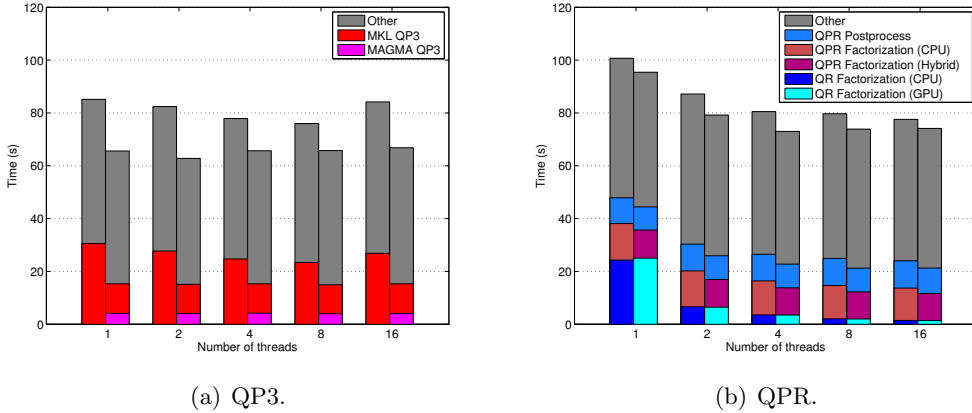 120
100
80
60
40
20
0
Time (s)
1 2 4 8 16
Number of threads
Other
MKL QP3
MAGMA QP3
(a) QP3.
120
100
80
60
40
20
0
Time (s)
1 2 4 8 16
Number of threads
Other
QPR Postprocess
QPR Factorization (CPU)
QPR Factorization (Hybrid)
QR Factorization (CPU)
QR Factorization (GPU)
(b) QPR.